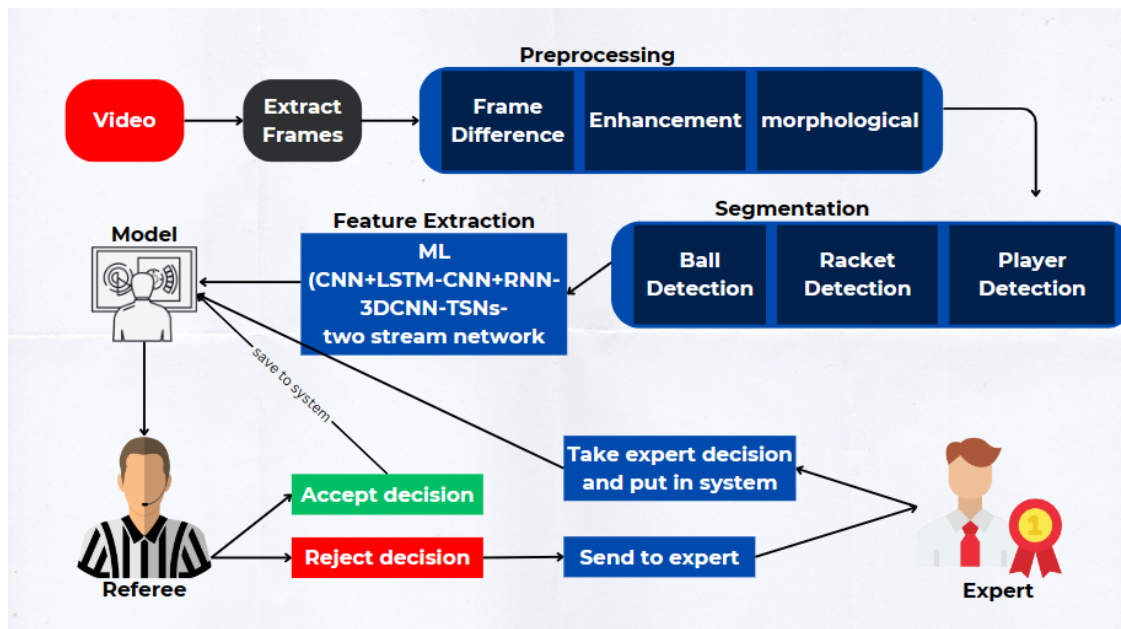 Preprocessing
Video
Extract
Frames
Frame
Difference
Enhancement
morphological
Segmentation
Ball
Detection
Racket
Detection
Player
Detection
Feature Extraction
ML
(CNN+LSTM-CNN+RNN-
3DCNN-TSNs-
two stream network
Model
save to system
Referee
Accept decision
Reject decision
Take expert decision
and put in system
Send to expert
1
Expert